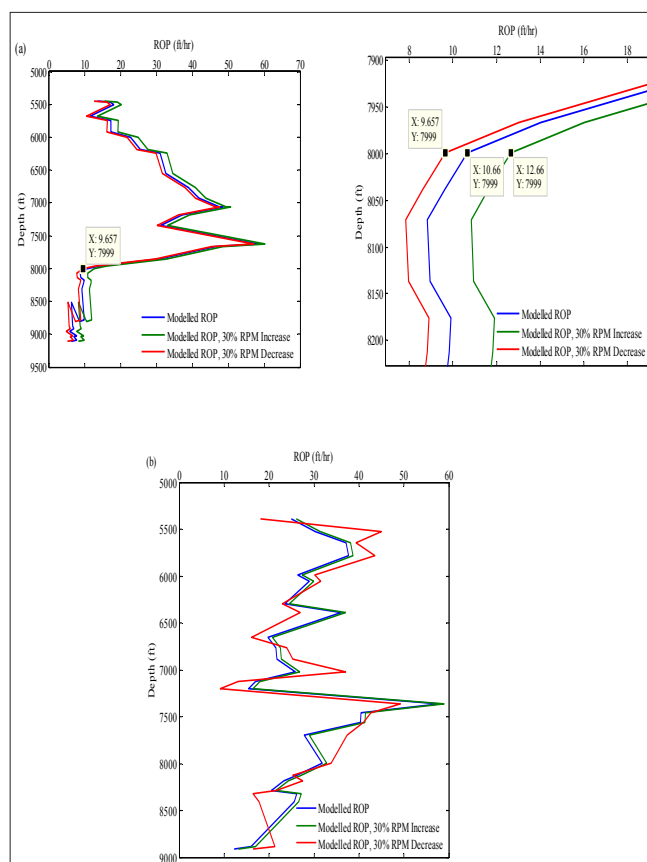 ROP (ft/hr)
(a)
0 10 20 30 40 50 60 70
5000
5500
6000
6500
7000
7500
8000
8500
9000
9500
Depth (ft)
X: 9.657
Y: 7999
Modelled ROP
Modelled ROP, 30% RPM Increase
Modelled ROP, 30% RPM Decrease
ROP (ft/hr)
8 10 12 14 16 18
7900
7950
8000
8050
8100
8150
8200
Depth (ft)
X: 9.657
Y: 7999
X: 10.66
Y: 7999
X: 12.66
Y: 7999
Modelled ROP
Modelled ROP, 30% RPM Increase
Modelled ROP, 30% RPM Decrease
ROP (ft/hr)
(b)
0 10 20 30 40 50 60
5000
5500
6000
6500
7000
7500
8000
8500
9000
Depth (ft)
Modelled ROP
Modelled ROP, 30% RPM Increase
Modelled ROP, 30% RPM Decrease